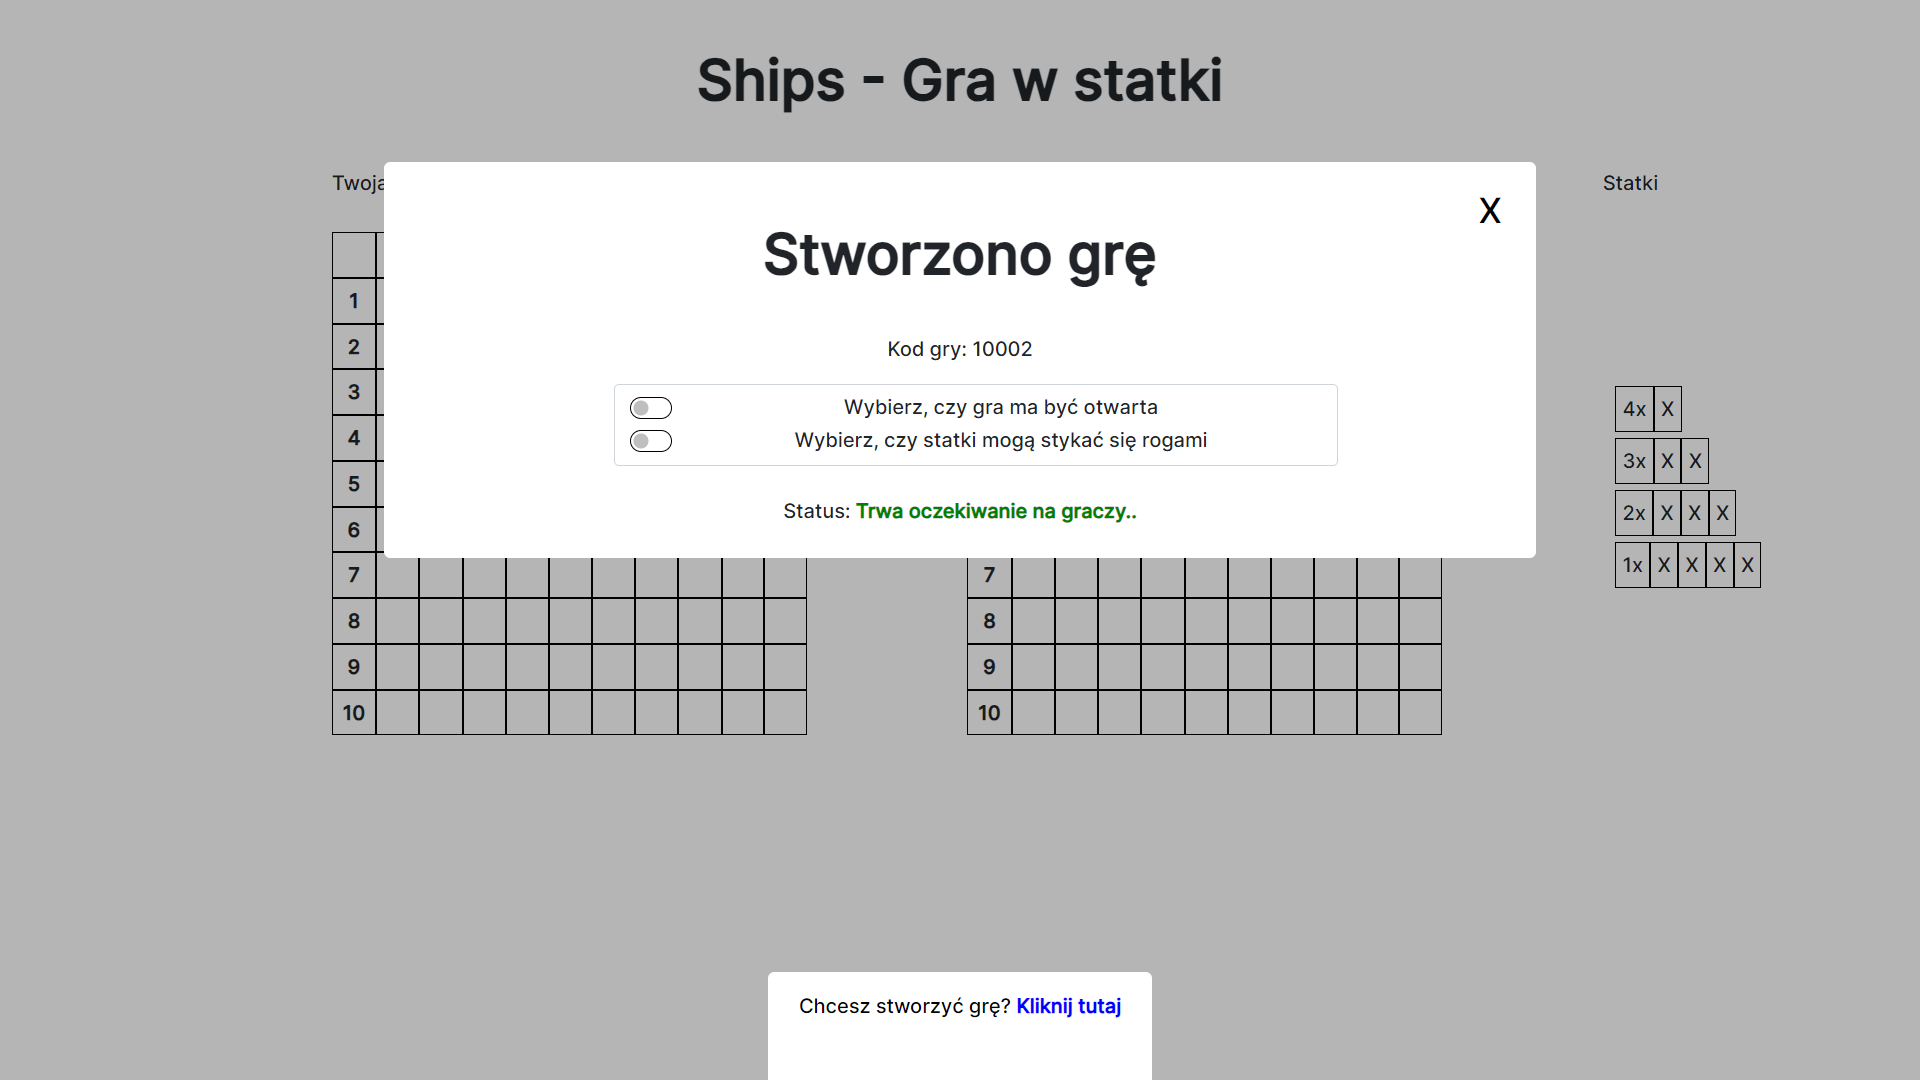 Ships - Gra w statki
Twoja
Statki
X
Stworzono grę
Kod gry: 10002
Wybierz, czy gra ma być otwarta
Wybierz, czy statki mogą stykać się rogami
Status: Trwa oczekiwanie na graczy..
1
2
3
4
5
6
7
8
9
10
7
8
9
10
4x X
3x X X
2x X X X
1x X X X X
Chcesz stworzyć grę? Kliknij tutaj